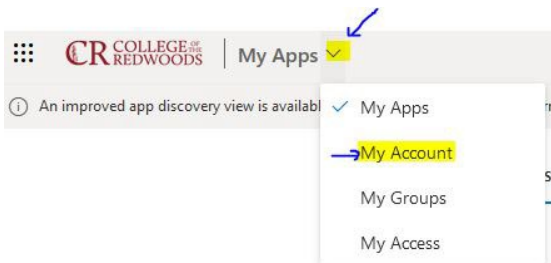 CR COLLEGE OF THE REDWOODS
My Apps
An improved app discovery view is availabl
My Apps
My Account
My Groups
My Access